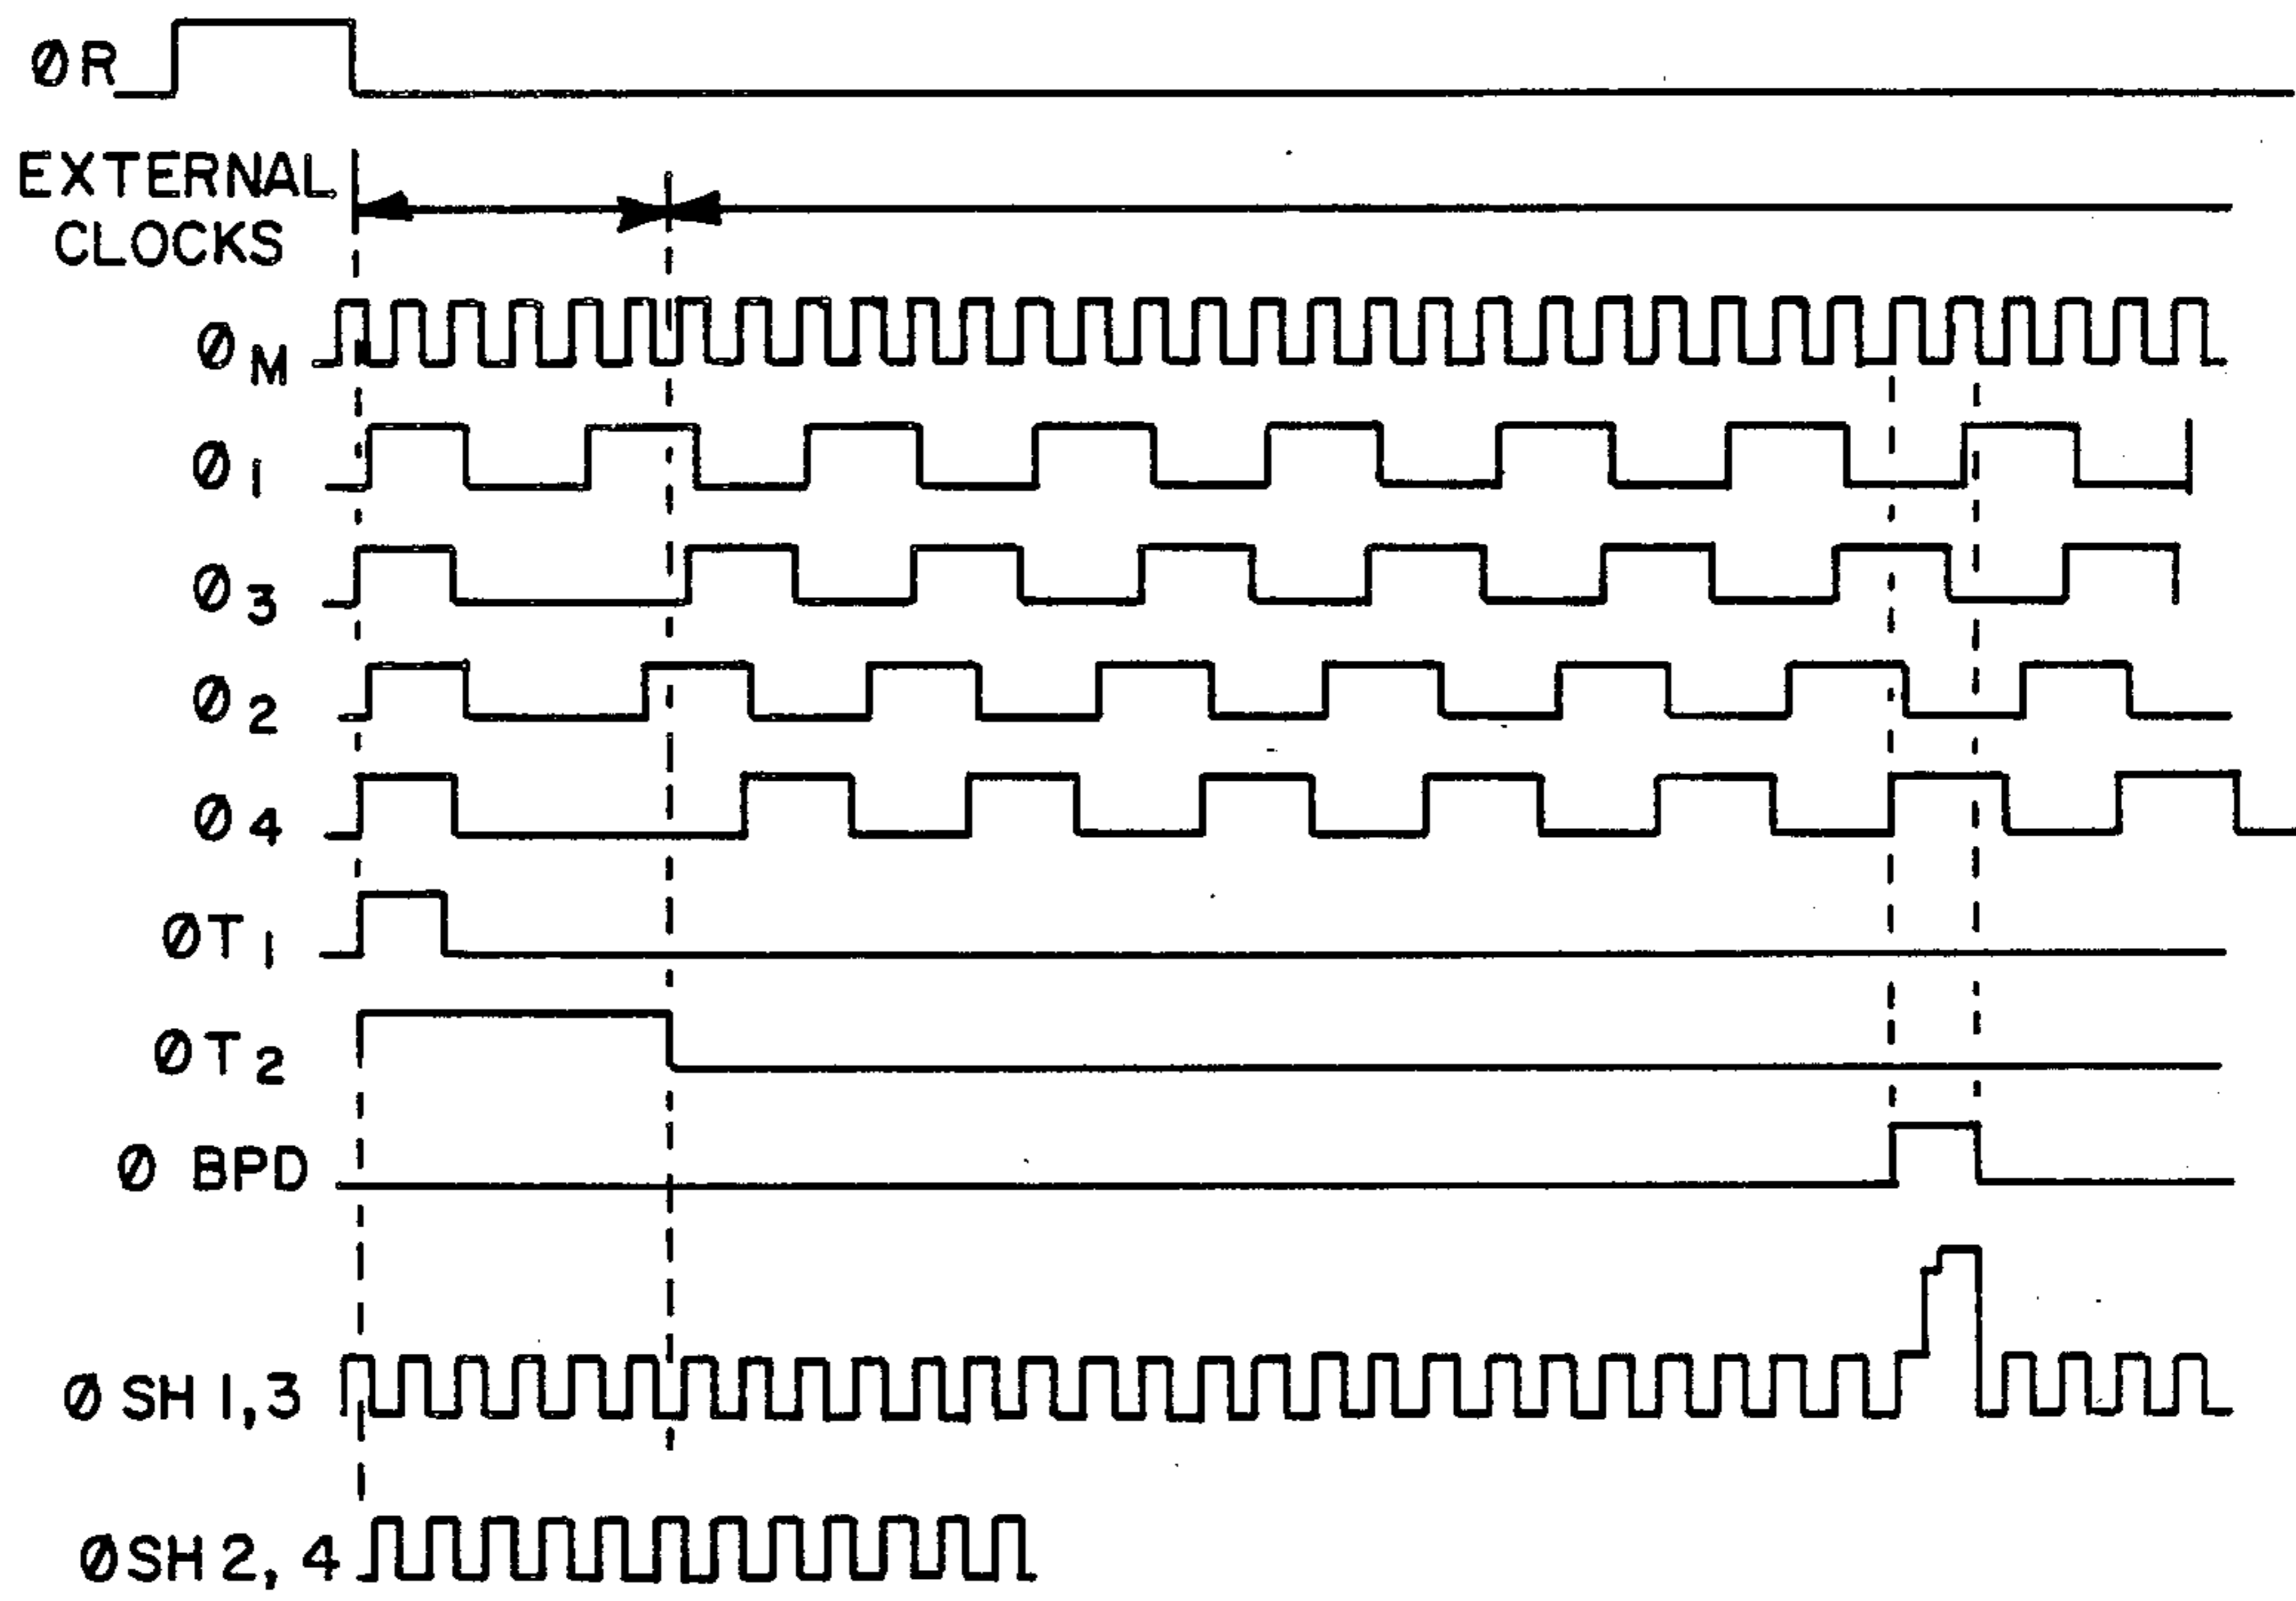 ØR
EXTERNAL
CLOCKS
ØM
Ø1
Ø3
Ø2
Ø4
ØT1
ØT2
Ø BPD
Ø SH 1,3
ØSH 2, 4